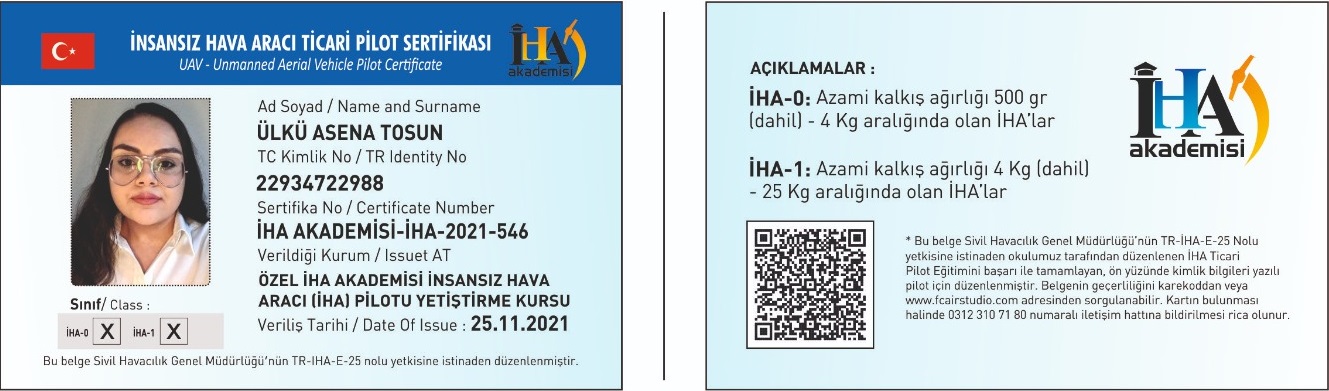 İNSANSIZ HAVA ARACI TİCARİ PİLOT SERTİFİKASI
UAV - Unmanned Aerial Vehicle Pilot Certificate
İHA
akademisi
Ad Soyad / Name and Surname
ÜLKÜ ASENA TOSUN
TC Kimlik No / TR Identity No
22934722988
Sertifika No / Certificate Number
İHA AKADEMİSİ-İHA-2021-546
Verildiği Kurum / Issuet AT
ÖZEL İHA AKADEMİSİ İNSANSIZ HAVA
ARACI (İHA) PİLOTU YETİŞTİRME KURSU
Veriliş Tarihi / Date Of Issue : 25.11.2021
Sınıf/ Class :
İHA-0 X İHA-1 X
Bu belge Sivil Havacılık Genel Müdürlüğü'nün TR-IHA-E-25 nolu yetkisine istinaden düzenlenmiştir.
AÇIKLAMALAR :
İHA-0: Azami kalkış ağırlığı 500 gr
(dahil) - 4 Kg aralığında olan İHA'lar
İHA-1: Azami kalkış ağırlığı 4 Kg (dahil)
- 25 Kg aralığında olan İHA'lar
İHA
akademisi
* Bu belge Sivil Havacılık Genel Müdürlüğü'nün TR-İHA-E-25 Nolu
yetkisine istinaden okulumuz tarafından düzenlenen İHA Ticari
Pilot Eğitimini başarı ile tamamlayan, ön yüzünde kimlik bilgileri yazılı
pilot için düzenlenmiştir. Belgenin geçerliliğini karekoddan veya
www.fcairstudio.com adresinden sorgulanabilir. Kartın bulunması
halinde 0312 310 71 80 numaralı iletişim hattına bildirilmesi rica olunur.